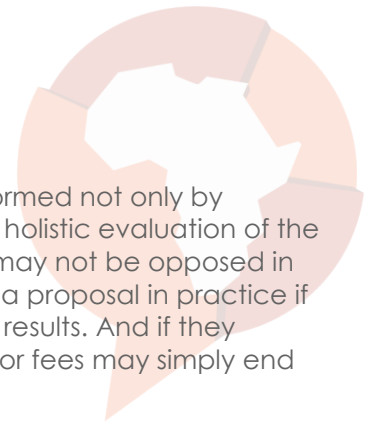 ormed not only by
holistic evaluation of the
may not be opposed in
a proposal in practice if
results. And if they
or fees may simply end